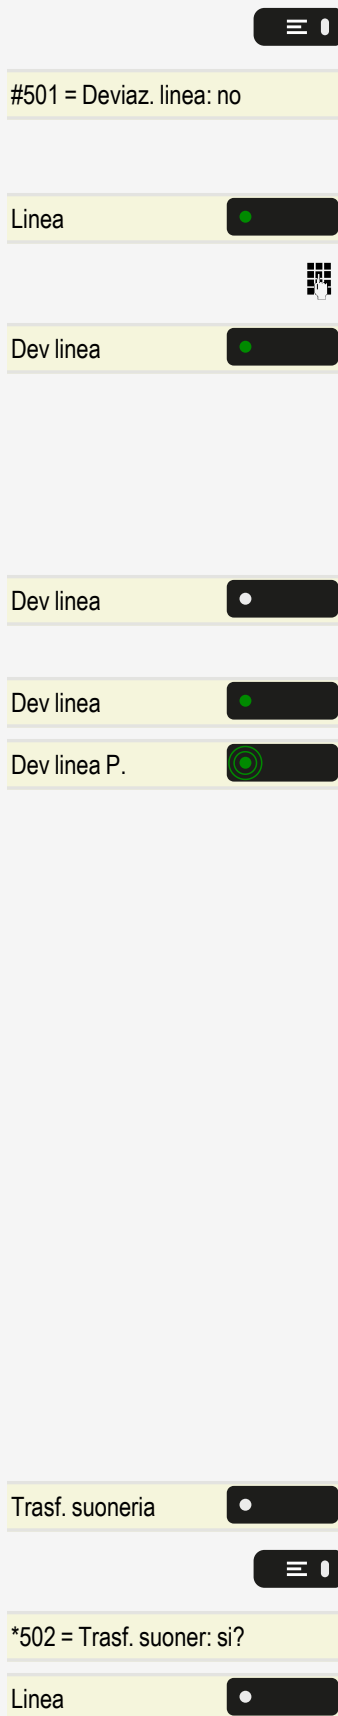 #501 = Deviaz. linea: no
Linea
Dev linea
Dev linea
Dev linea
Dev linea P.
Trasf. suoneria
*502 = Trasf. suoner: si?
Linea